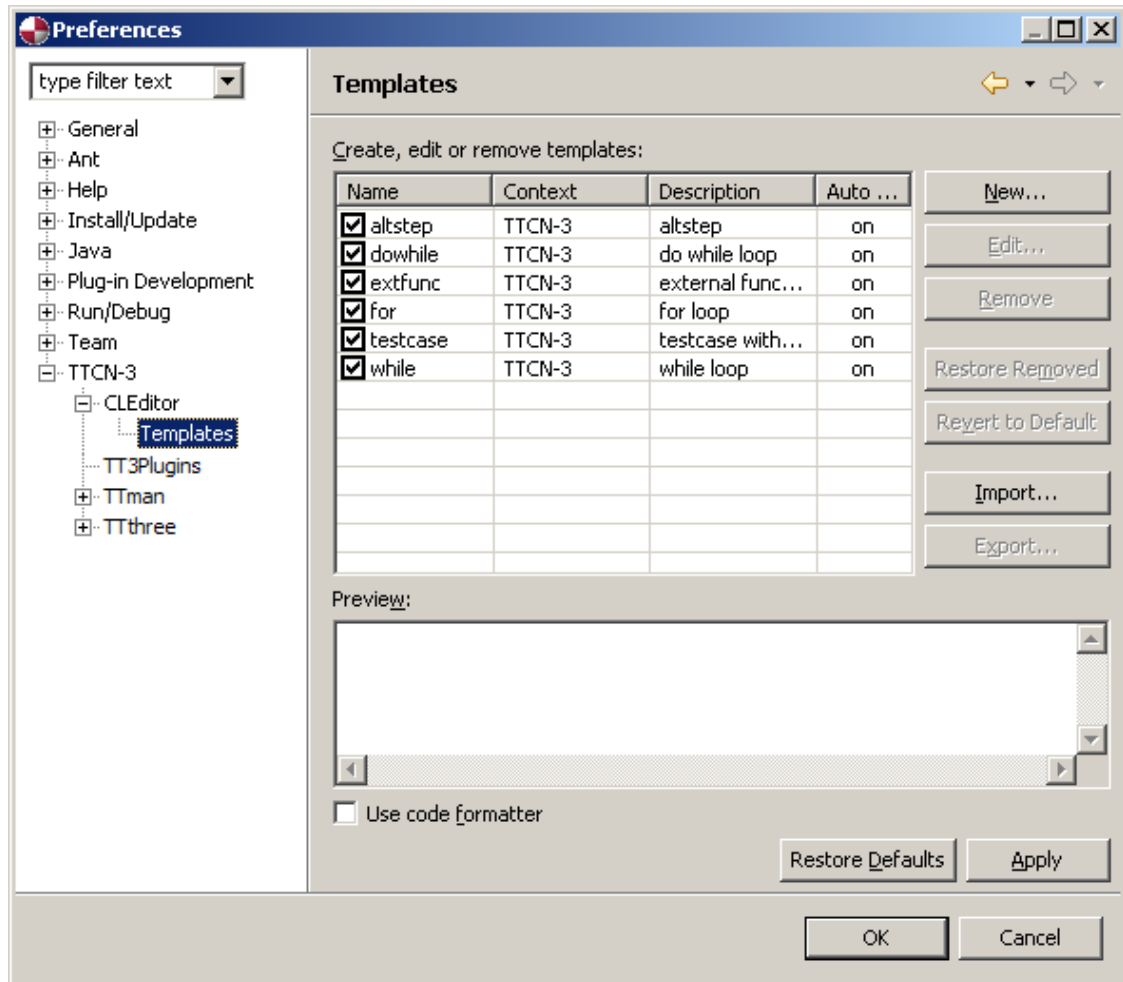 Preferences
type filter text
Templates
General
Ant
Help
Install/Update
Java
Plug-in Development
Run/Debug
Team
TTCN-3
CLEditor
Templates
TT3Plugins
TTman
TTthree
Create, edit or remove templates:
Name Context Description Auto ...
altstep TTCN-3 altstep on
dowhile TTCN-3 do while loop on
extfunc TTCN-3 external func... on
for TTCN-3 for loop on
testcase TTCN-3 testcase with... on
while TTCN-3 while loop on
New...
Edit...
Remove
Restore Removed
Revert to Default
Import...
Export...
Preview:
Use code formatter
Restore Defaults Apply
OK Cancel